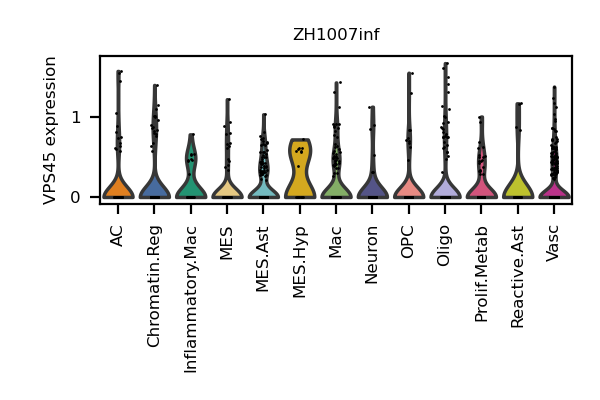 ZH1007inf
VPS45 expression
1
0
AC
Chromatin.Reg
Inflammatory.Mac
MES
MES.Ast
MES.Hyp
Mac
Neuron
OPC
Oligo
Prolif.Metab
Reactive.Ast
Vasc